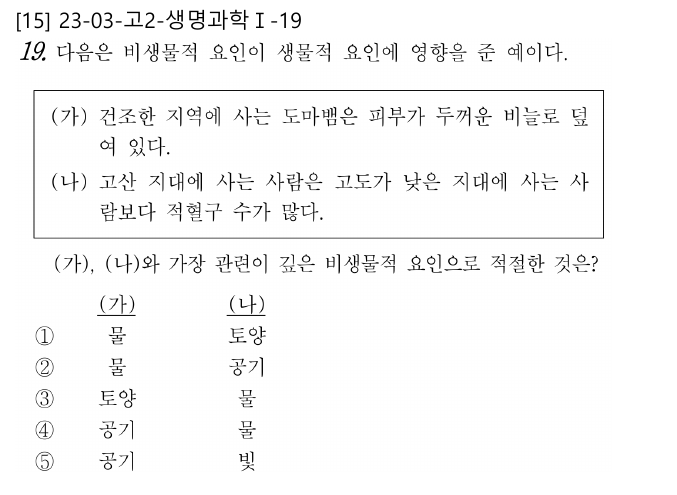 [15] 23-03-고2-생명과학Ⅰ-19
19. 다음은 비생물적 요인이 생물적 요인에 영향을 준 예이다.
(가) 건조한 지역에 사는 도마뱀은 피부가 두꺼운 비늘로 덮
여 있다.
(나) 고산 지대에 사는 사람은 고도가 낮은 지대에 사는 사
람보다 적혈구 수가 많다.
(가), (나)와 가장 관련이 깊은 비생물적 요인으로 적절한 것은?
(가) (나)
① 물 토양
② 물 공기
③ 토양 물
④ 공기 물
⑤ 공기 빛